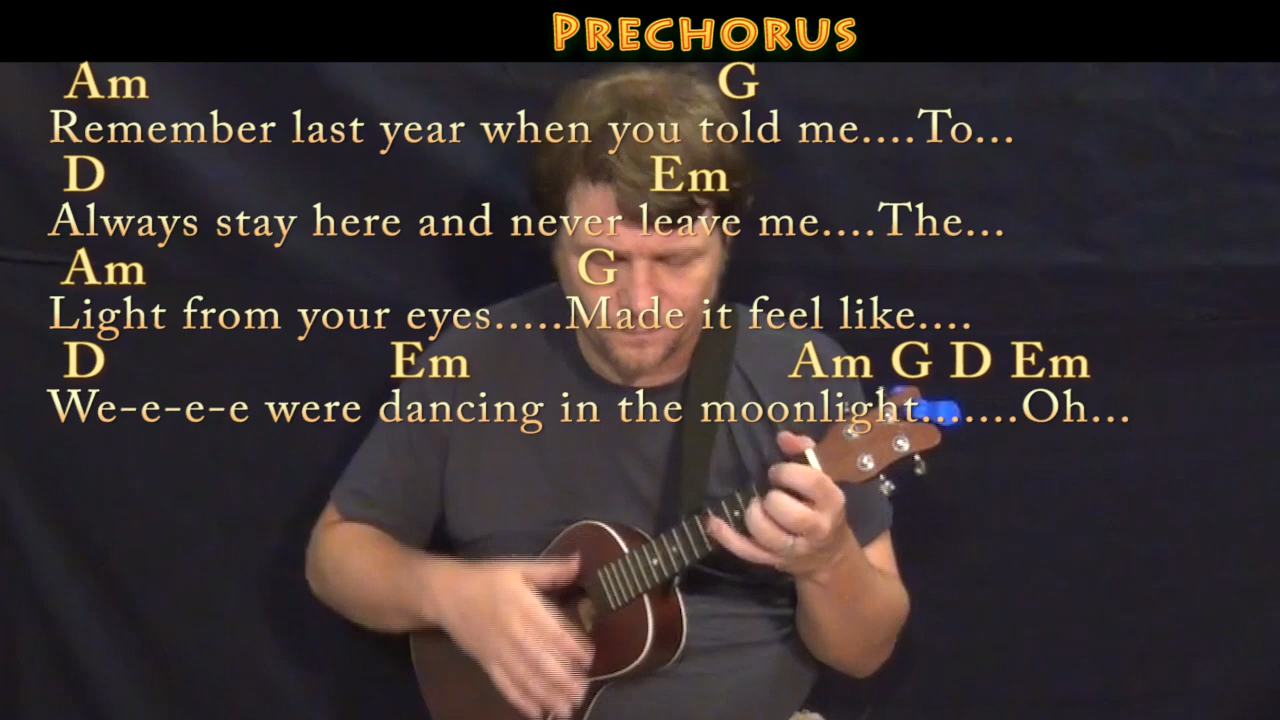 PRECHORUS
Am G
Remember last year when you told me....To...
D Em
Always stay here and never leave me....The...
Am G
Light from your eyes.....Made it feel like....
D Em Am G D Em
We-e-e-e were dancing in the moonlight.......Oh...